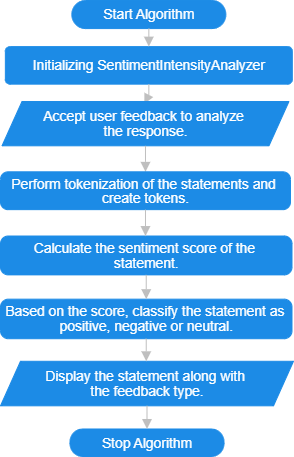 Start Algorithm
Initializing SentimentIntensityAnalyzer
Accept user feedback to analyze
the response.
Perform tokenization of the statements and
create tokens.
Calculate the sentiment score of the
statement.
Based on the score, classify the statement as
positive, negative or neutral.
Display the statement along with
the feedback type.
Stop Algorithm